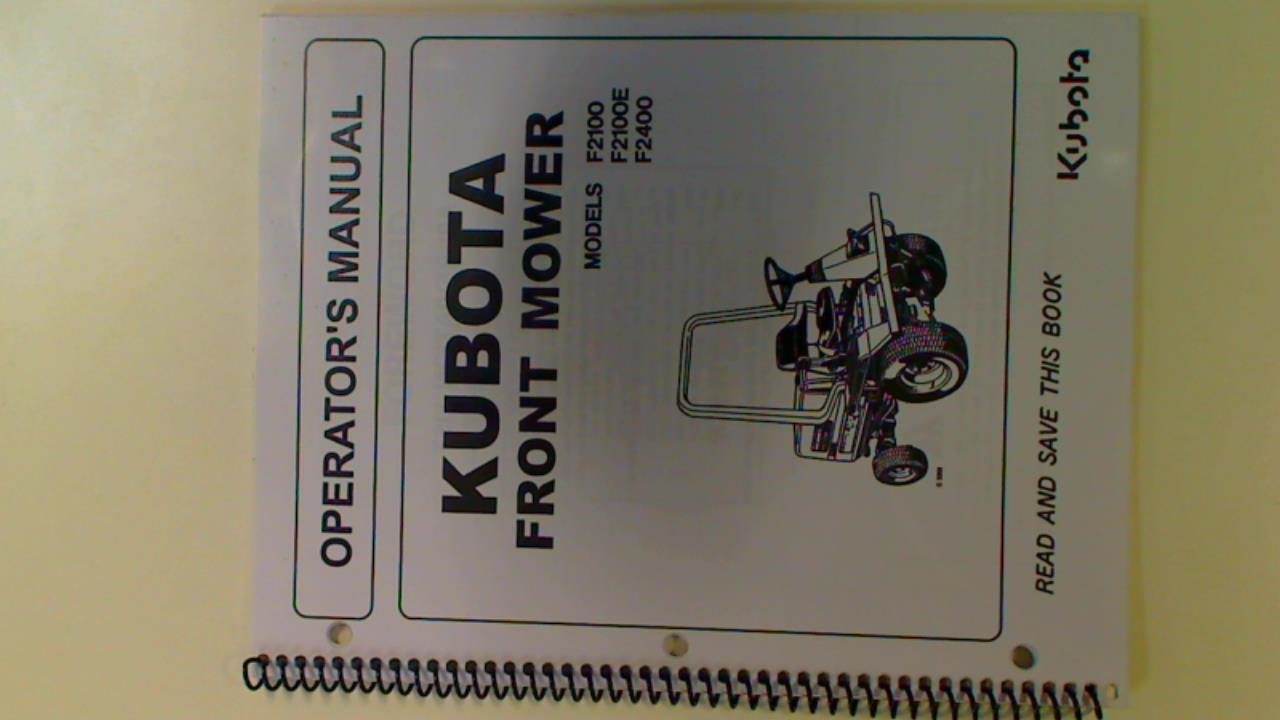 OPERATOR'S MANUAL
KUBOTA
FRONT MOWER
MODELS F2100
F2100E
F2400
READ AND SAVE THIS BOOK
Kubota